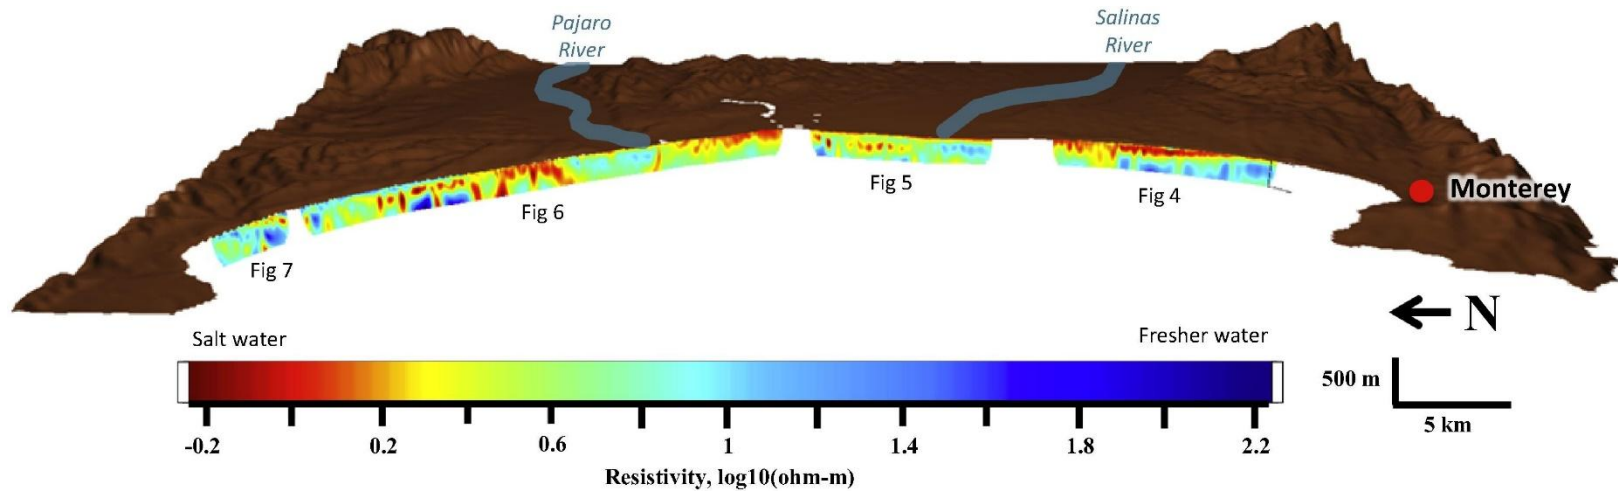 Pajaro
River
Salinas
River
Monterey
Fig 4
Fig 5
Fig 6
Fig 7
N
Salt water
Fresher water
-0.2
0.2
0.6
1
1.4
1.8
2.2
Resistivity, log10(ohm-m)
500 m
5 km